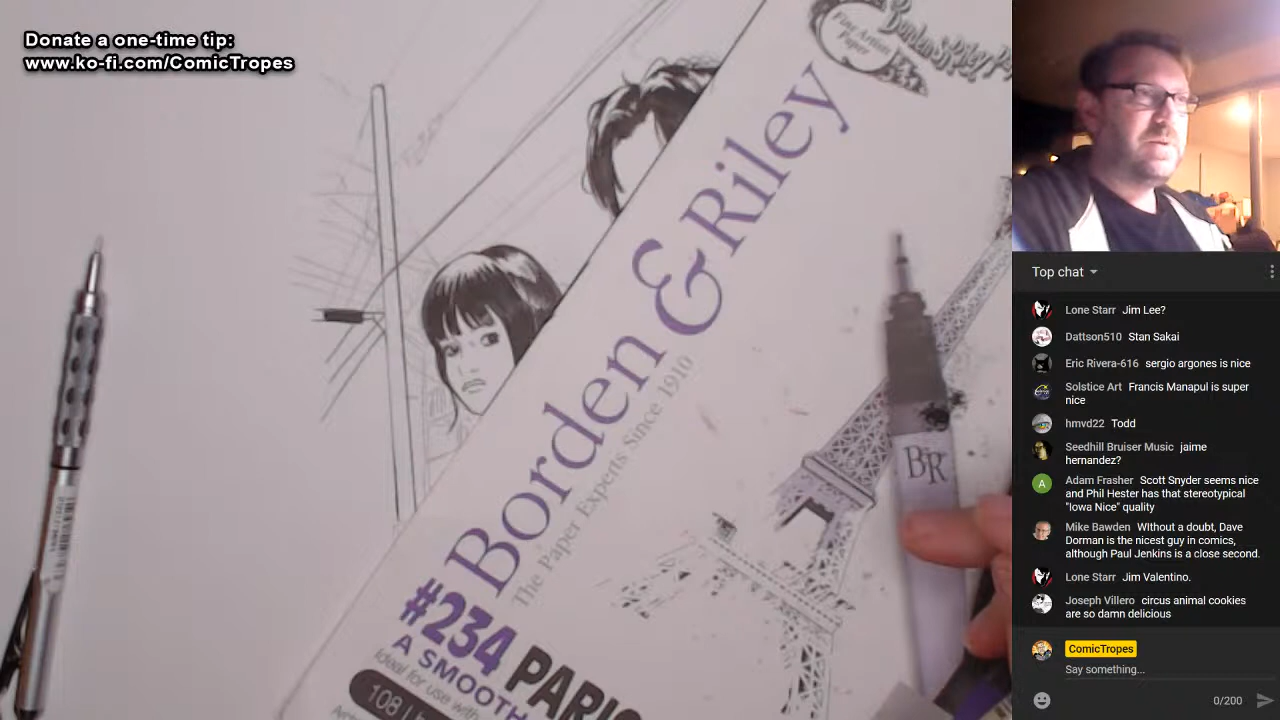 Donate a one-time tip:
www.ko-fi.com/ComicTropes
Fine Artists
Paper
Borden & Riley
Borden & Riley
The Paper Experts Since 1910
#234 PARIS
A SMOOTH
Ideal for use with
108 l
BR
Top chat
Lone Starr Jim Lee?
Dattson510 Stan Sakai
Eric Rivera-616 sergio argones is nice
Solstice Art Francis Manapul is super
nice
hmvd22 Todd
Seedhill Bruiser Music jaime
hernandez?
A
Adam Frasher Scott Snyder seems nice
and Phil Hester has that stereotypical
"Iowa Nice" quality
Mike Bawden WIthout a doubt, Dave
Dorman is the nicest guy in comics,
although Paul Jenkins is a close second.
Lone Starr Jim Valentino.
Joseph Villero circus animal cookies
are so damn delicious
ComicTropes
Say something...
0/200